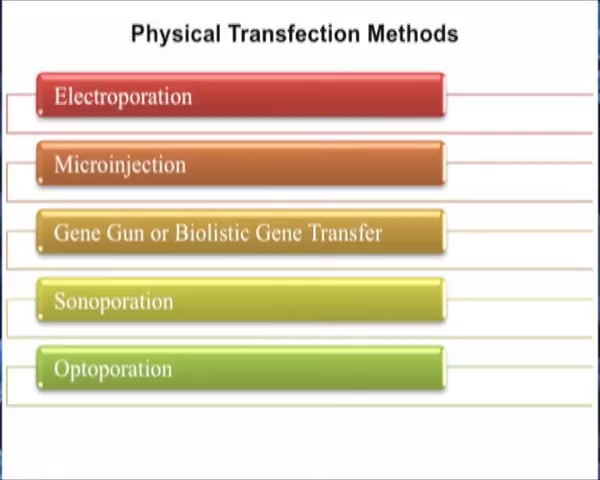 Physical Transfection Methods
Electroporation
Microinjection
Gene Gun or Biolistic Gene Transfer
Sonoporation
Optoporation